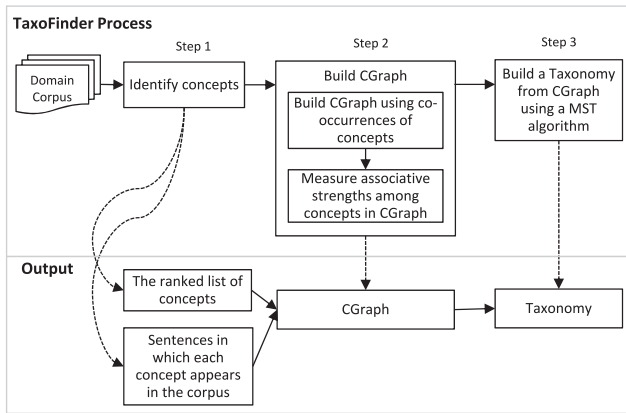 TaxoFinder Process
Step 1
Step 2
Step 3
Domain
Corpus
Identify concepts
Build CGraph
Build CGraph using co-
occurrences of
concepts
Measure associative
strengths among
concepts in CGraph
Build a Taxonomy
from CGraph
using a MST
algorithm
Output
The ranked list of
concepts
Sentences in
which each
concept appears
in the corpus
CGraph
Taxonomy